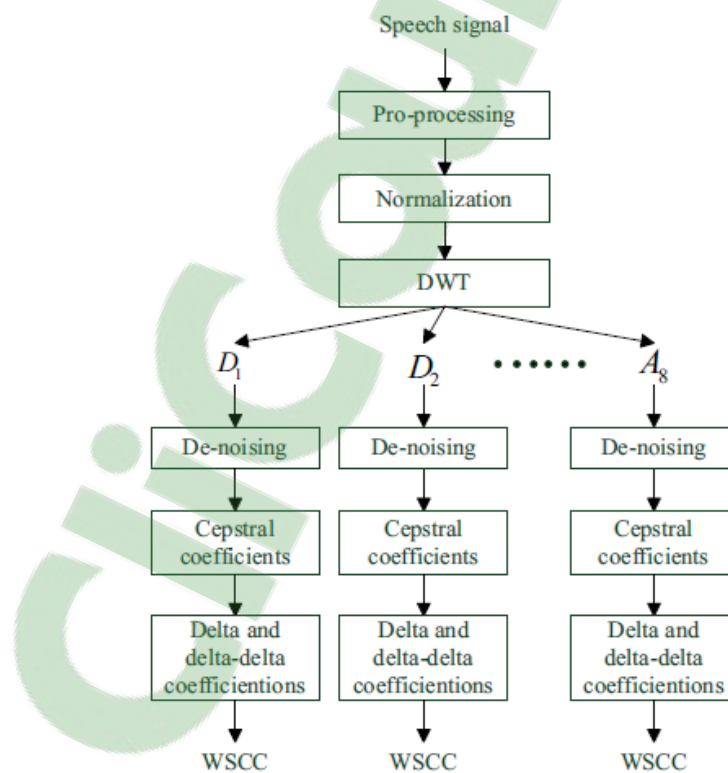 Speech signal
Pro-processing
Normalization
DWT
D₁ D₂ ······ A₈
De-noising De-noising De-noising
Cepstral coefficients Cepstral coefficients Cepstral coefficients
Delta and delta-delta coefficientions Delta and delta-delta coefficientions Delta and delta-delta coefficientions
WSCC WSCC WSCC